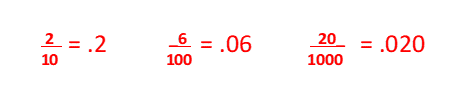 2/10 = .2   6/100 = .06   20/1000 = .020